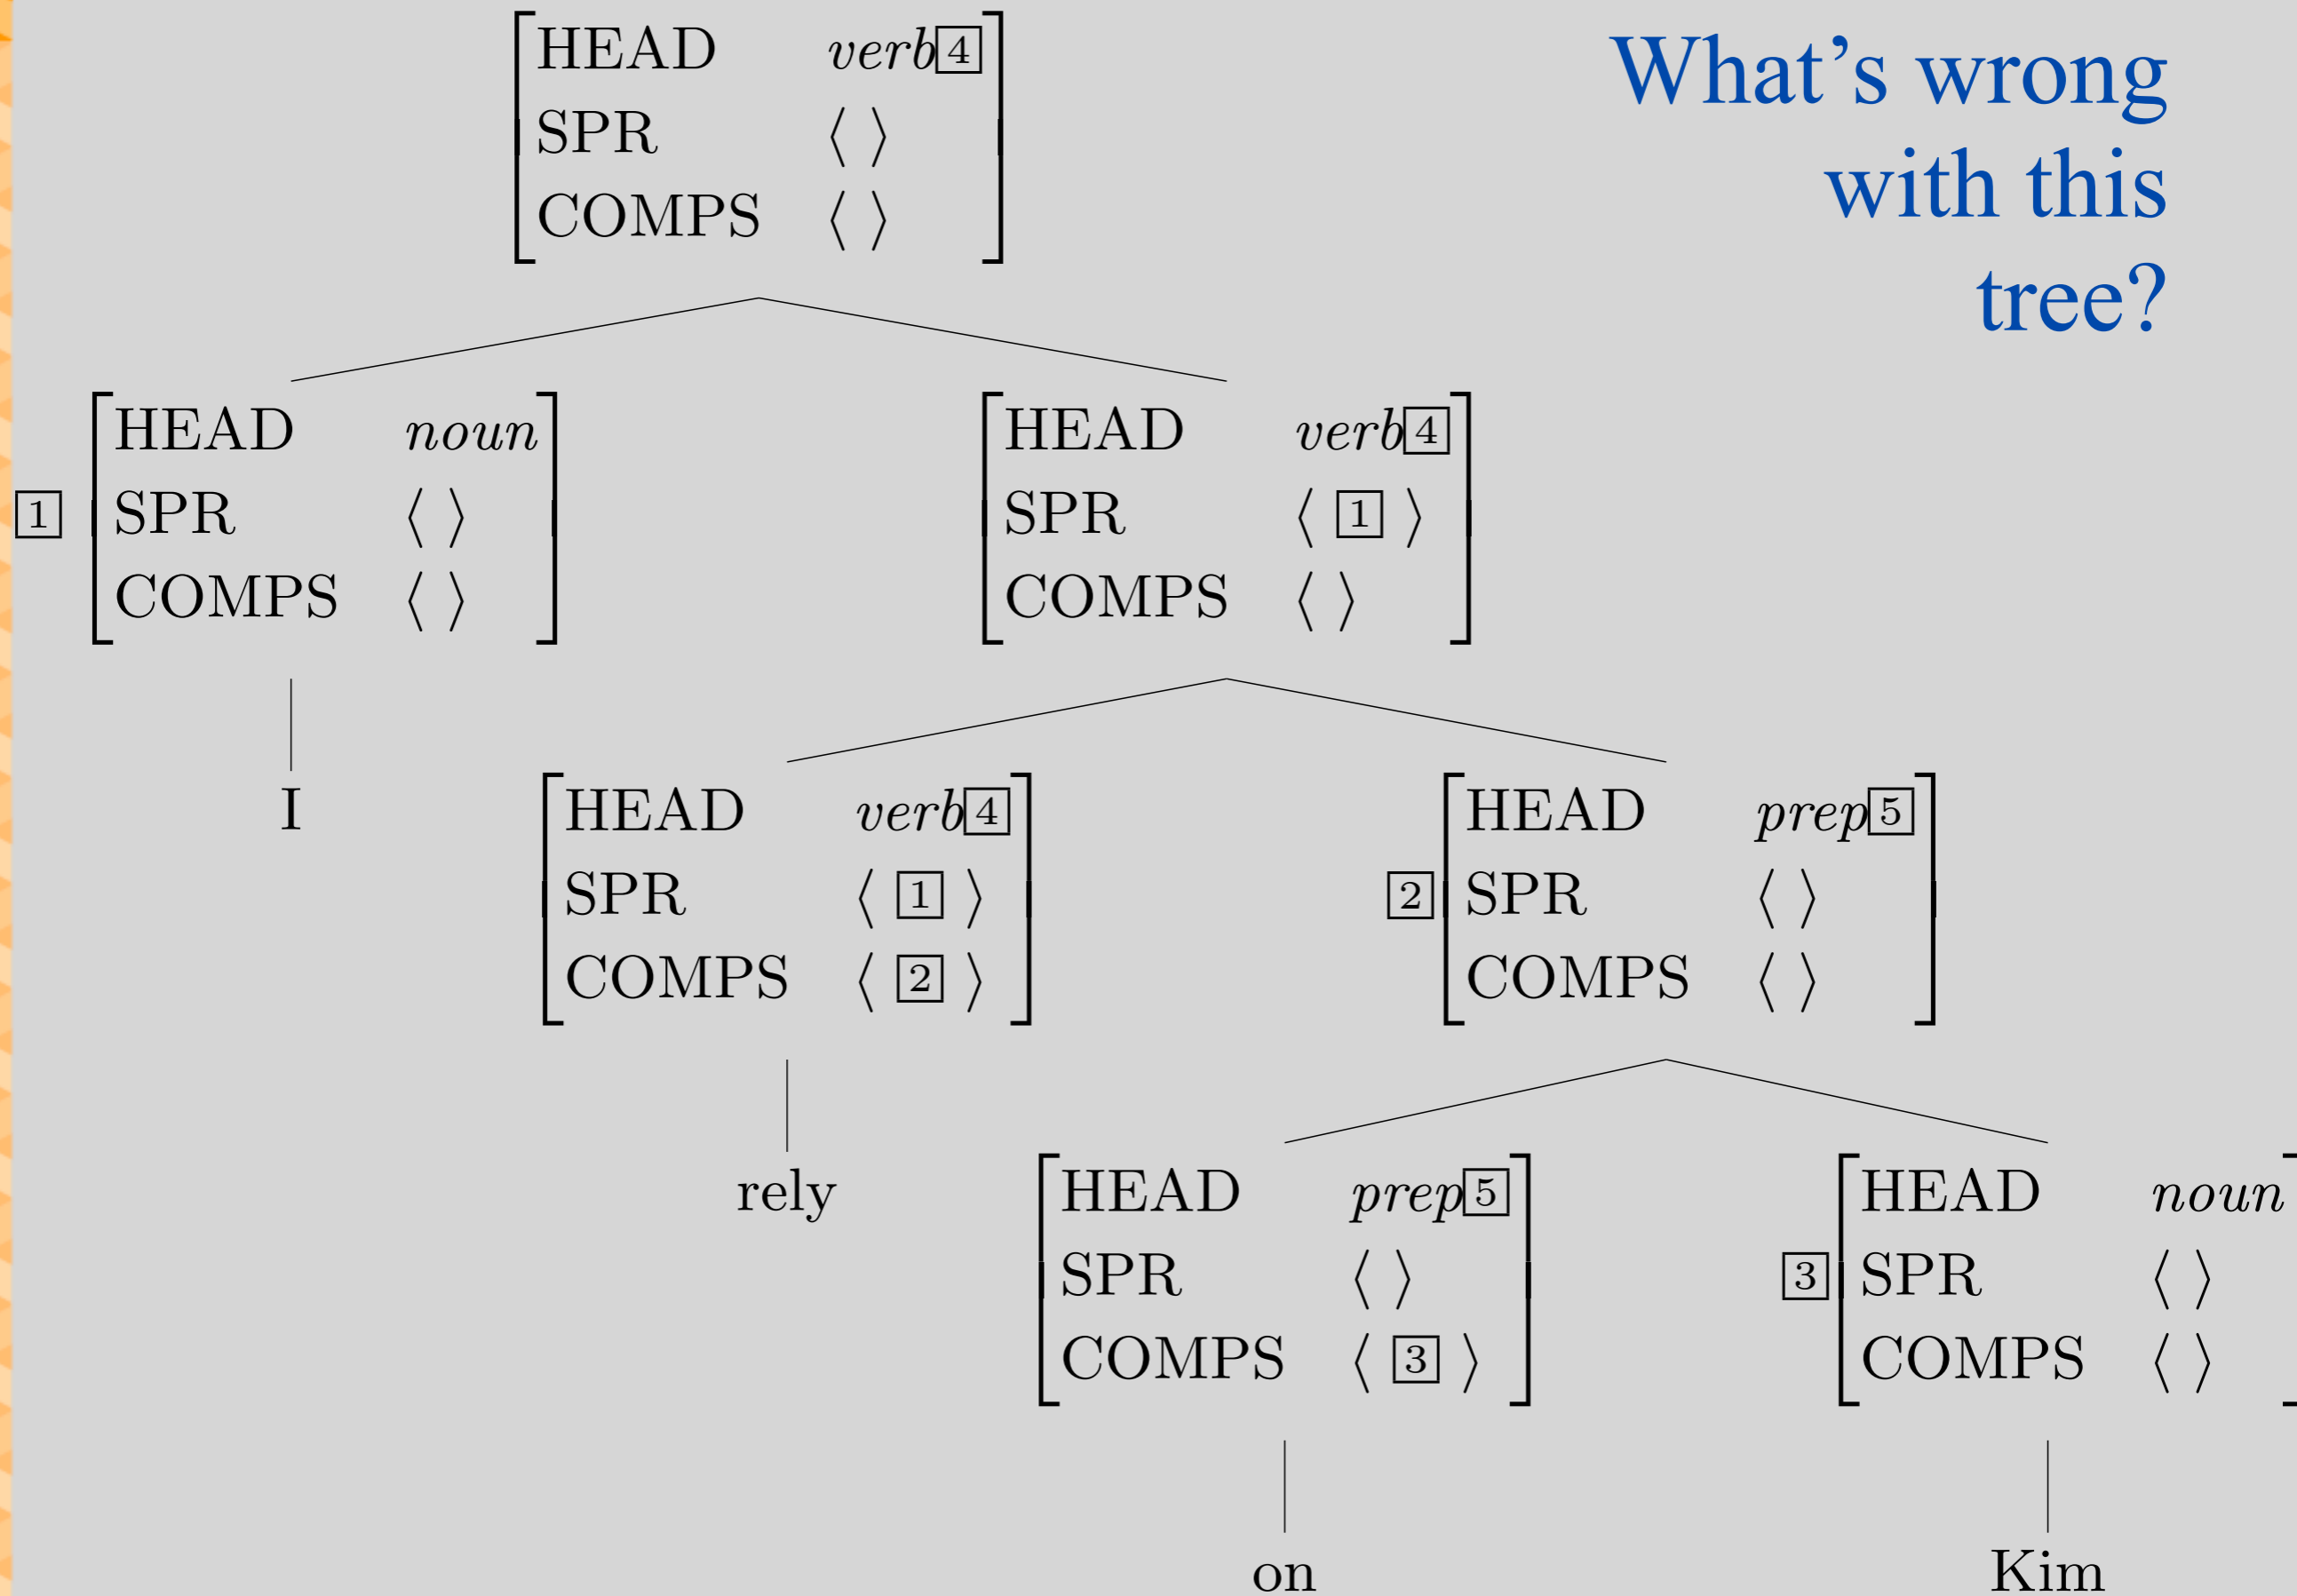 What's wrong
with this
tree?
HEAD verb 4
SPR ⟨ ⟩
COMPS ⟨ ⟩
1
HEAD noun
SPR ⟨ ⟩
COMPS ⟨ ⟩
HEAD verb 4
SPR ⟨ 1 ⟩
COMPS ⟨ ⟩
I
HEAD verb 4
SPR ⟨ 1 ⟩
COMPS ⟨ 2 ⟩
2
HEAD prep 5
SPR ⟨ ⟩
COMPS ⟨ ⟩
rely
HEAD prep 5
SPR ⟨ ⟩
COMPS ⟨ 3 ⟩
3
HEAD noun
SPR ⟨ ⟩
COMPS ⟨ ⟩
on
Kim